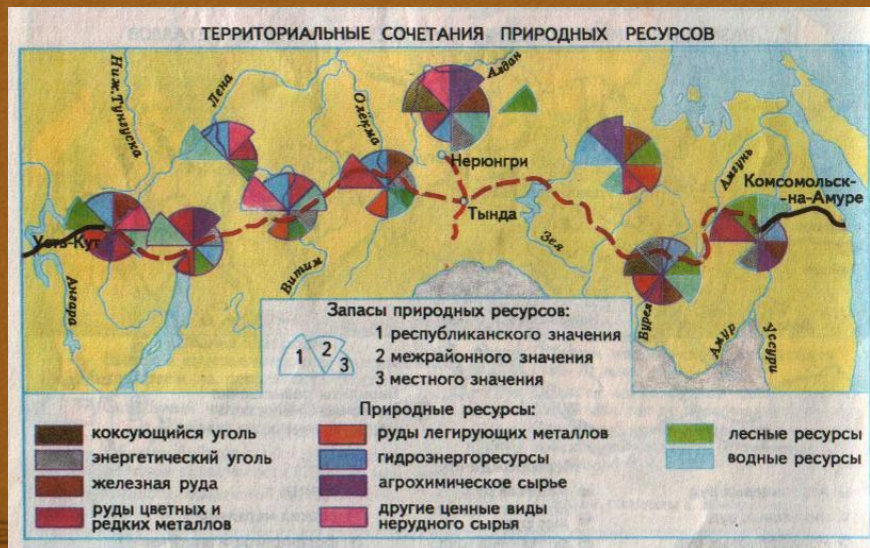 ТЕРРИТОРИАЛЬНЫЕ СОЧЕТАНИЯ ПРИРОДНЫХ РЕСУРСОВ
Ниж. Тунгуска
Лена
Олёкма
Алдан
Нерюнгри
Тында
Зея
Амгунь
Комсомольск-
-на-Амуре
Усть-Кут
Ангара
Витим
Бурея
Амур
Уссури
Запасы природных ресурсов:
1 республиканского значения
2 межрайонного значения
3 местного значения
1
2
3
Природные ресурсы:
коксующийся уголь
энергетический уголь
железная руда
руды цветных и
редких металлов
руды легирующих металлов
гидроэнергоресурсы
агрохимическое сырье
другие ценные виды
нерудного сырья
лесные ресурсы
водные ресурсы